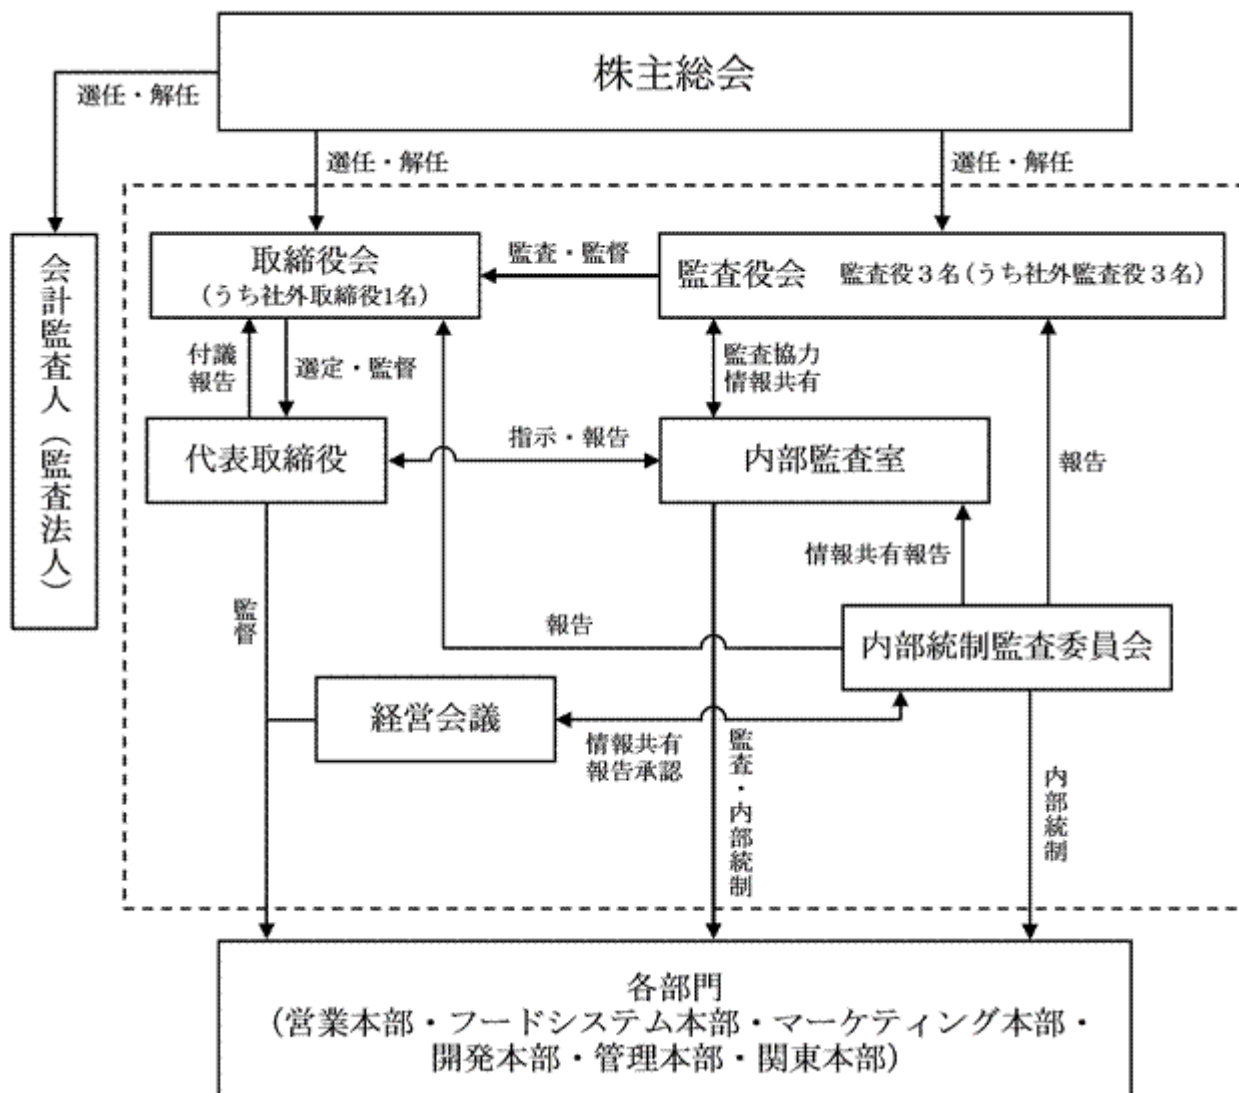 株主総会
選任・解任
選任・解任
選任・解任
会計監査人（監査法人）
取締役会
（うち社外取締役1名）
監査・監督
監査役会 監査役３名（うち社外監査役３名）
付議
報告
選定・監督
監査協力
情報共有
代表取締役
指示・報告
内部監査室
報告
情報共有報告
監督
報告
内部統制監査委員会
経営会議
情報共有
報告承認
監査・内部統制
内部統制
各部門
（営業本部・フードシステム本部・マーケティング本部・
開発本部・管理本部・関東本部）